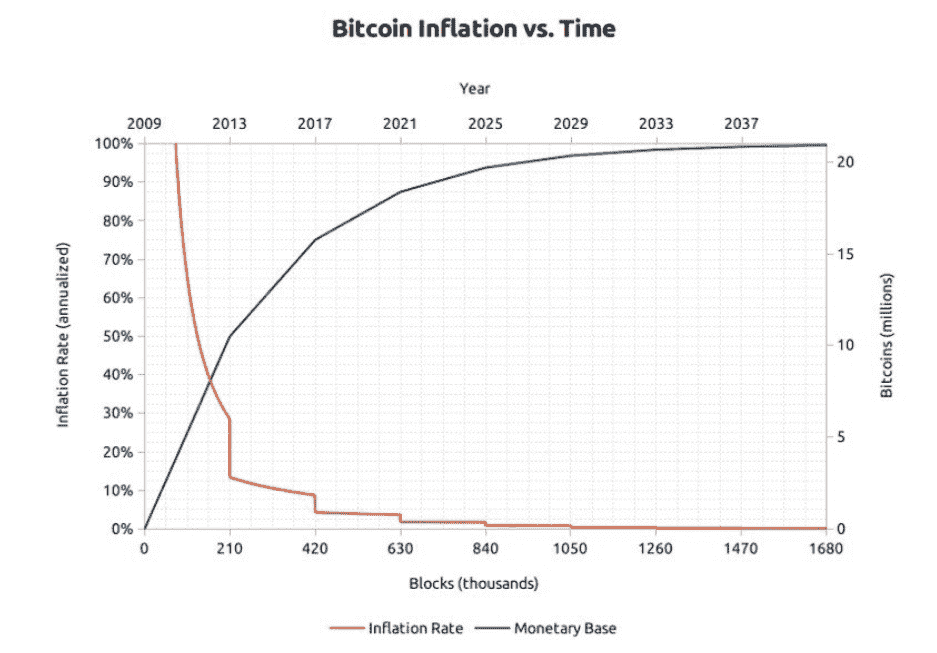 Bitcoin Inflation vs. Time
Year
2009 2013 2017 2021 2025 2029 2033 2037
100%
90%
80%
70%
60%
50%
40%
30%
20%
10%
0%
Inflation Rate (annualized)
20
15
10
5
0
Bitcoins (millions)
0 210 420 630 840 1050 1260 1470 1680
Blocks (thousands)
Inflation Rate Monetary Base